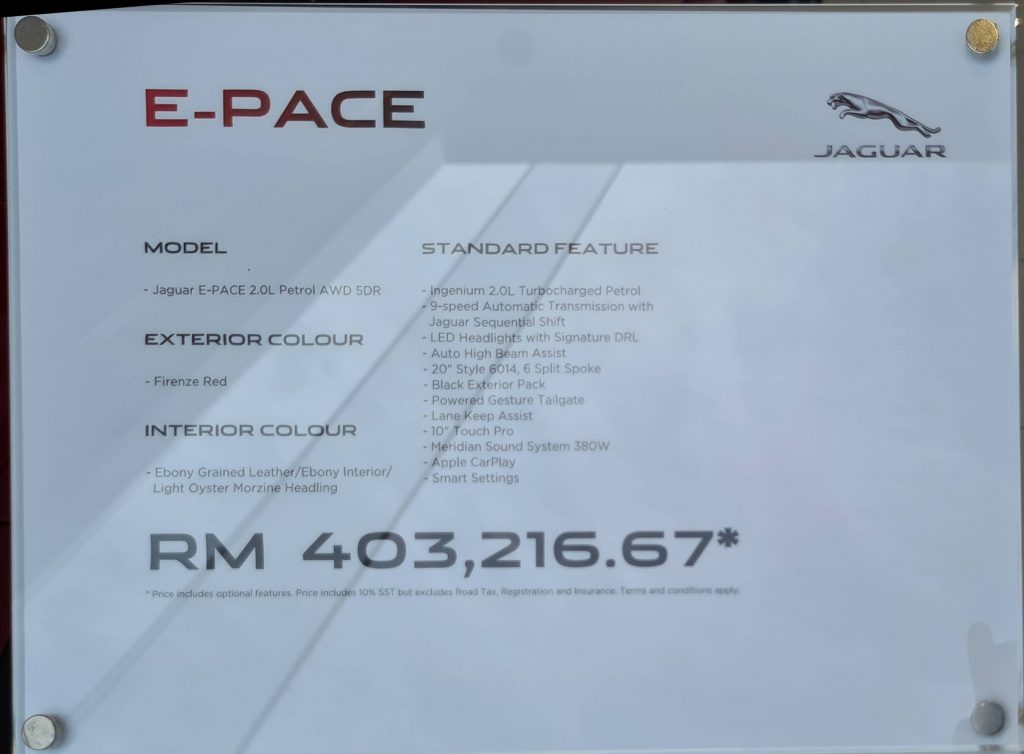 E-PACE
JAGUAR
MODEL
- Jaguar E-PACE 2.0L Petrol AWD 5DR
EXTERIOR COLOUR
- Firenze Red
INTERIOR COLOUR
- Ebony Grained Leather/Ebony Interior/
Light Oyster Morzine Headling
STANDARD FEATURE
- Ingenium 2.0L Turbocharged Petrol
- 9-speed Automatic Transmission with
Jaguar Sequential Shift
- LED Headlights with Signature DRL
- Auto High Beam Assist
- 20" Style 6014, 6 Split Spoke
- Black Exterior Pack
- Powered Gesture Tailgate
- Lane Keep Assist
- 10" Touch Pro
- Meridian Sound System 380W
- Apple CarPlay
- Smart Settings
RM 403,216.67*
* Price includes optional features. Price includes 10% SST but excludes Road Tax, Registration and Insurance. Terms and conditions apply.